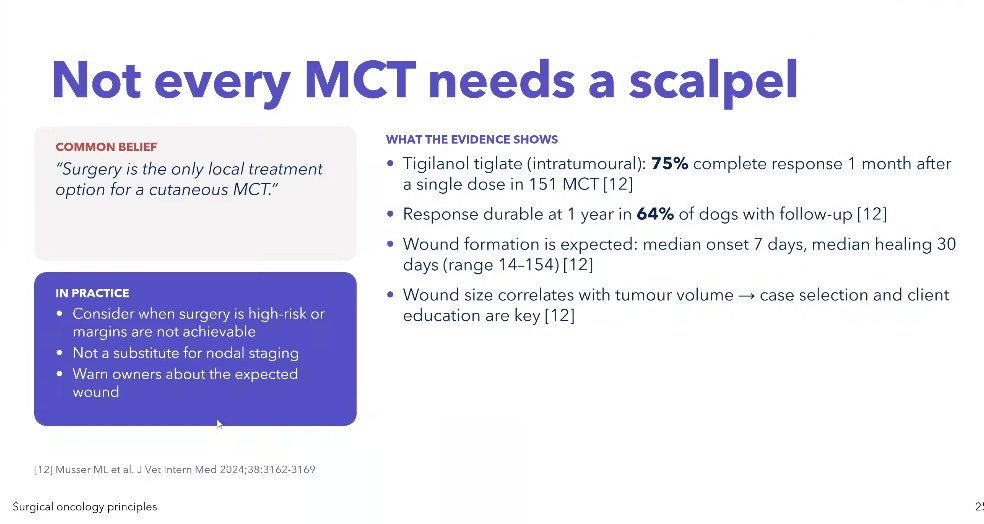 Not every MCT needs a scalpel
COMMON BELIEF
“Surgery is the only local treatment
option for a cutaneous MCT.”
IN PRACTICE
• Consider when surgery is high-risk or
margins are not achievable
• Not a substitute for nodal staging
• Warn owners about the expected
wound
WHAT THE EVIDENCE SHOWS
• Tigilanol tiglate (intratumoural): 75% complete response 1 month after
a single dose in 151 MCT [12]
• Response durable at 1 year in 64% of dogs with follow-up [12]
• Wound formation is expected: median onset 7 days, median healing 30
days (range 14–154) [12]
• Wound size correlates with tumour volume → case selection and client
education are key [12]
[12] Musser ML et al. J Vet Intern Med 2024;38:3162-3169
Surgical oncology principles